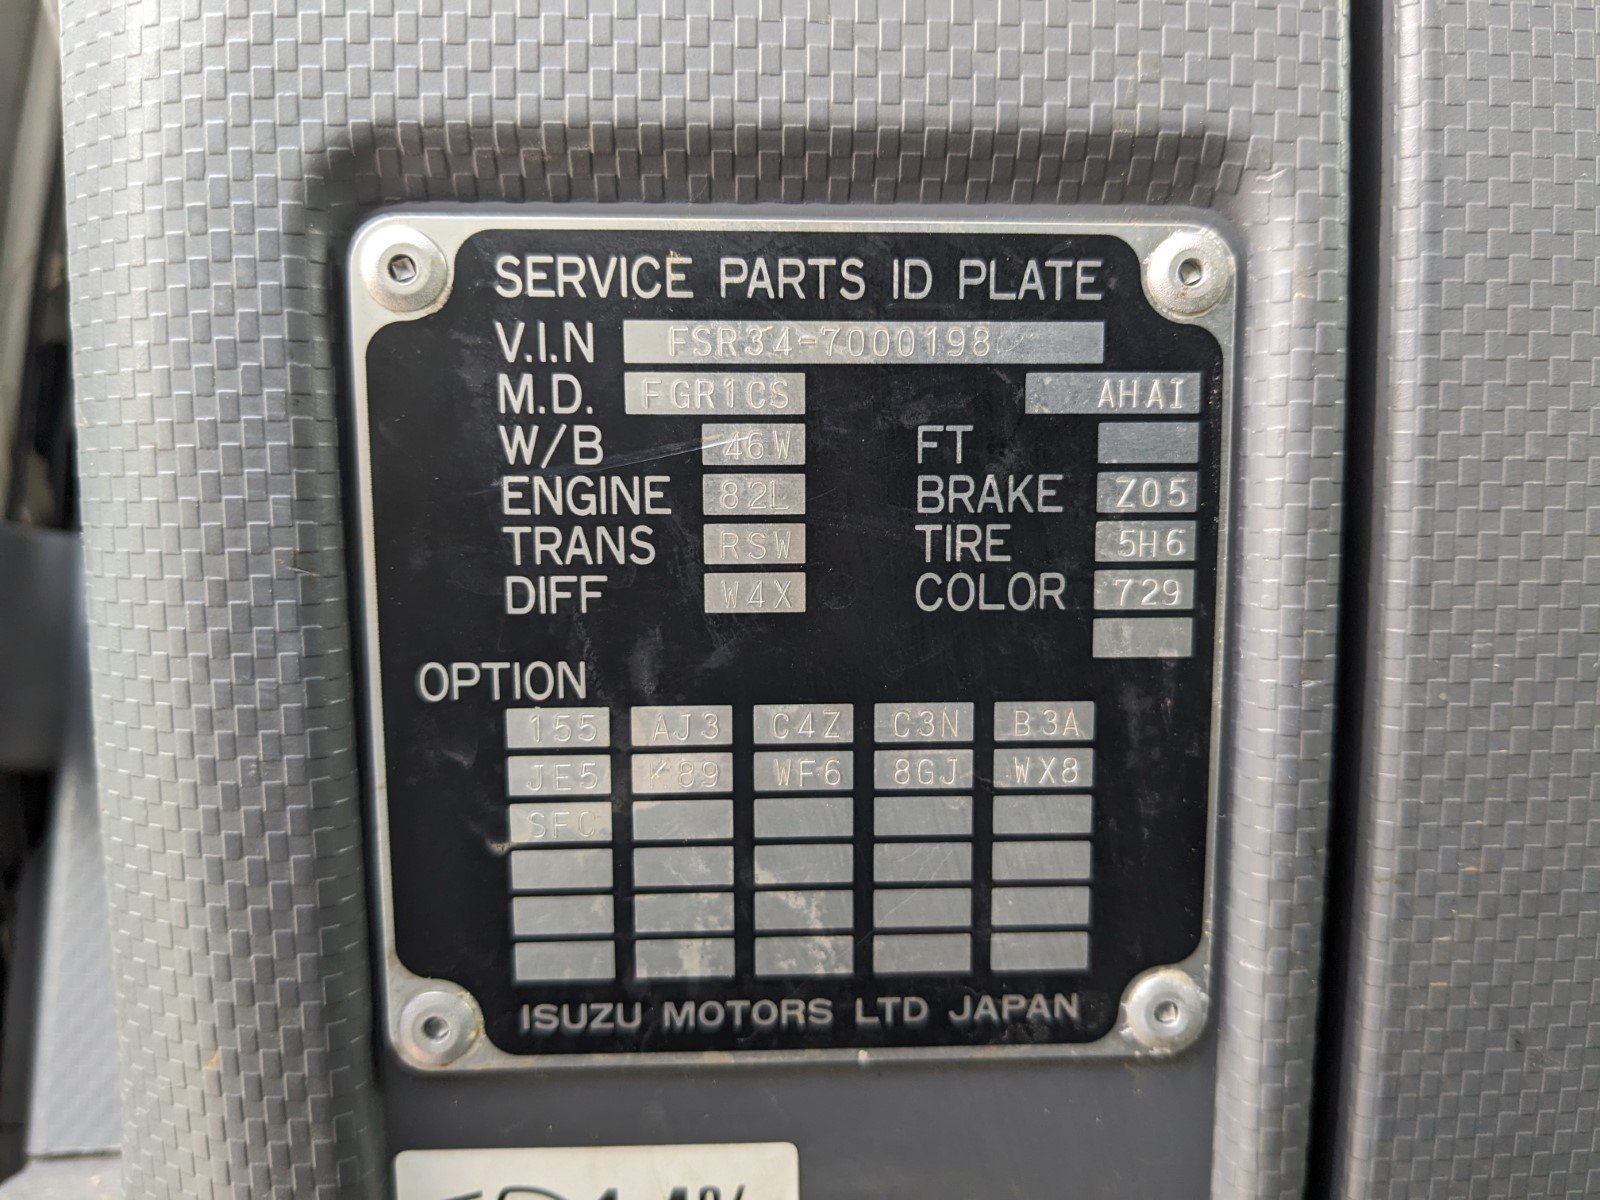 SERVICE PARTS ID PLATE
V.I.N FSR34-7000198
M.D. FGR1CS AHAI
W/B 46W FT
ENGINE 82L BRAKE Z05
TRANS RSW TIRE 5H6
DIFF W4X COLOR 729
OPTION
155 AJ3 C4Z C3N B3A
JE5 K89 WF6 8GJ WX8
SFC
ISUZU MOTORS LTD JAPAN